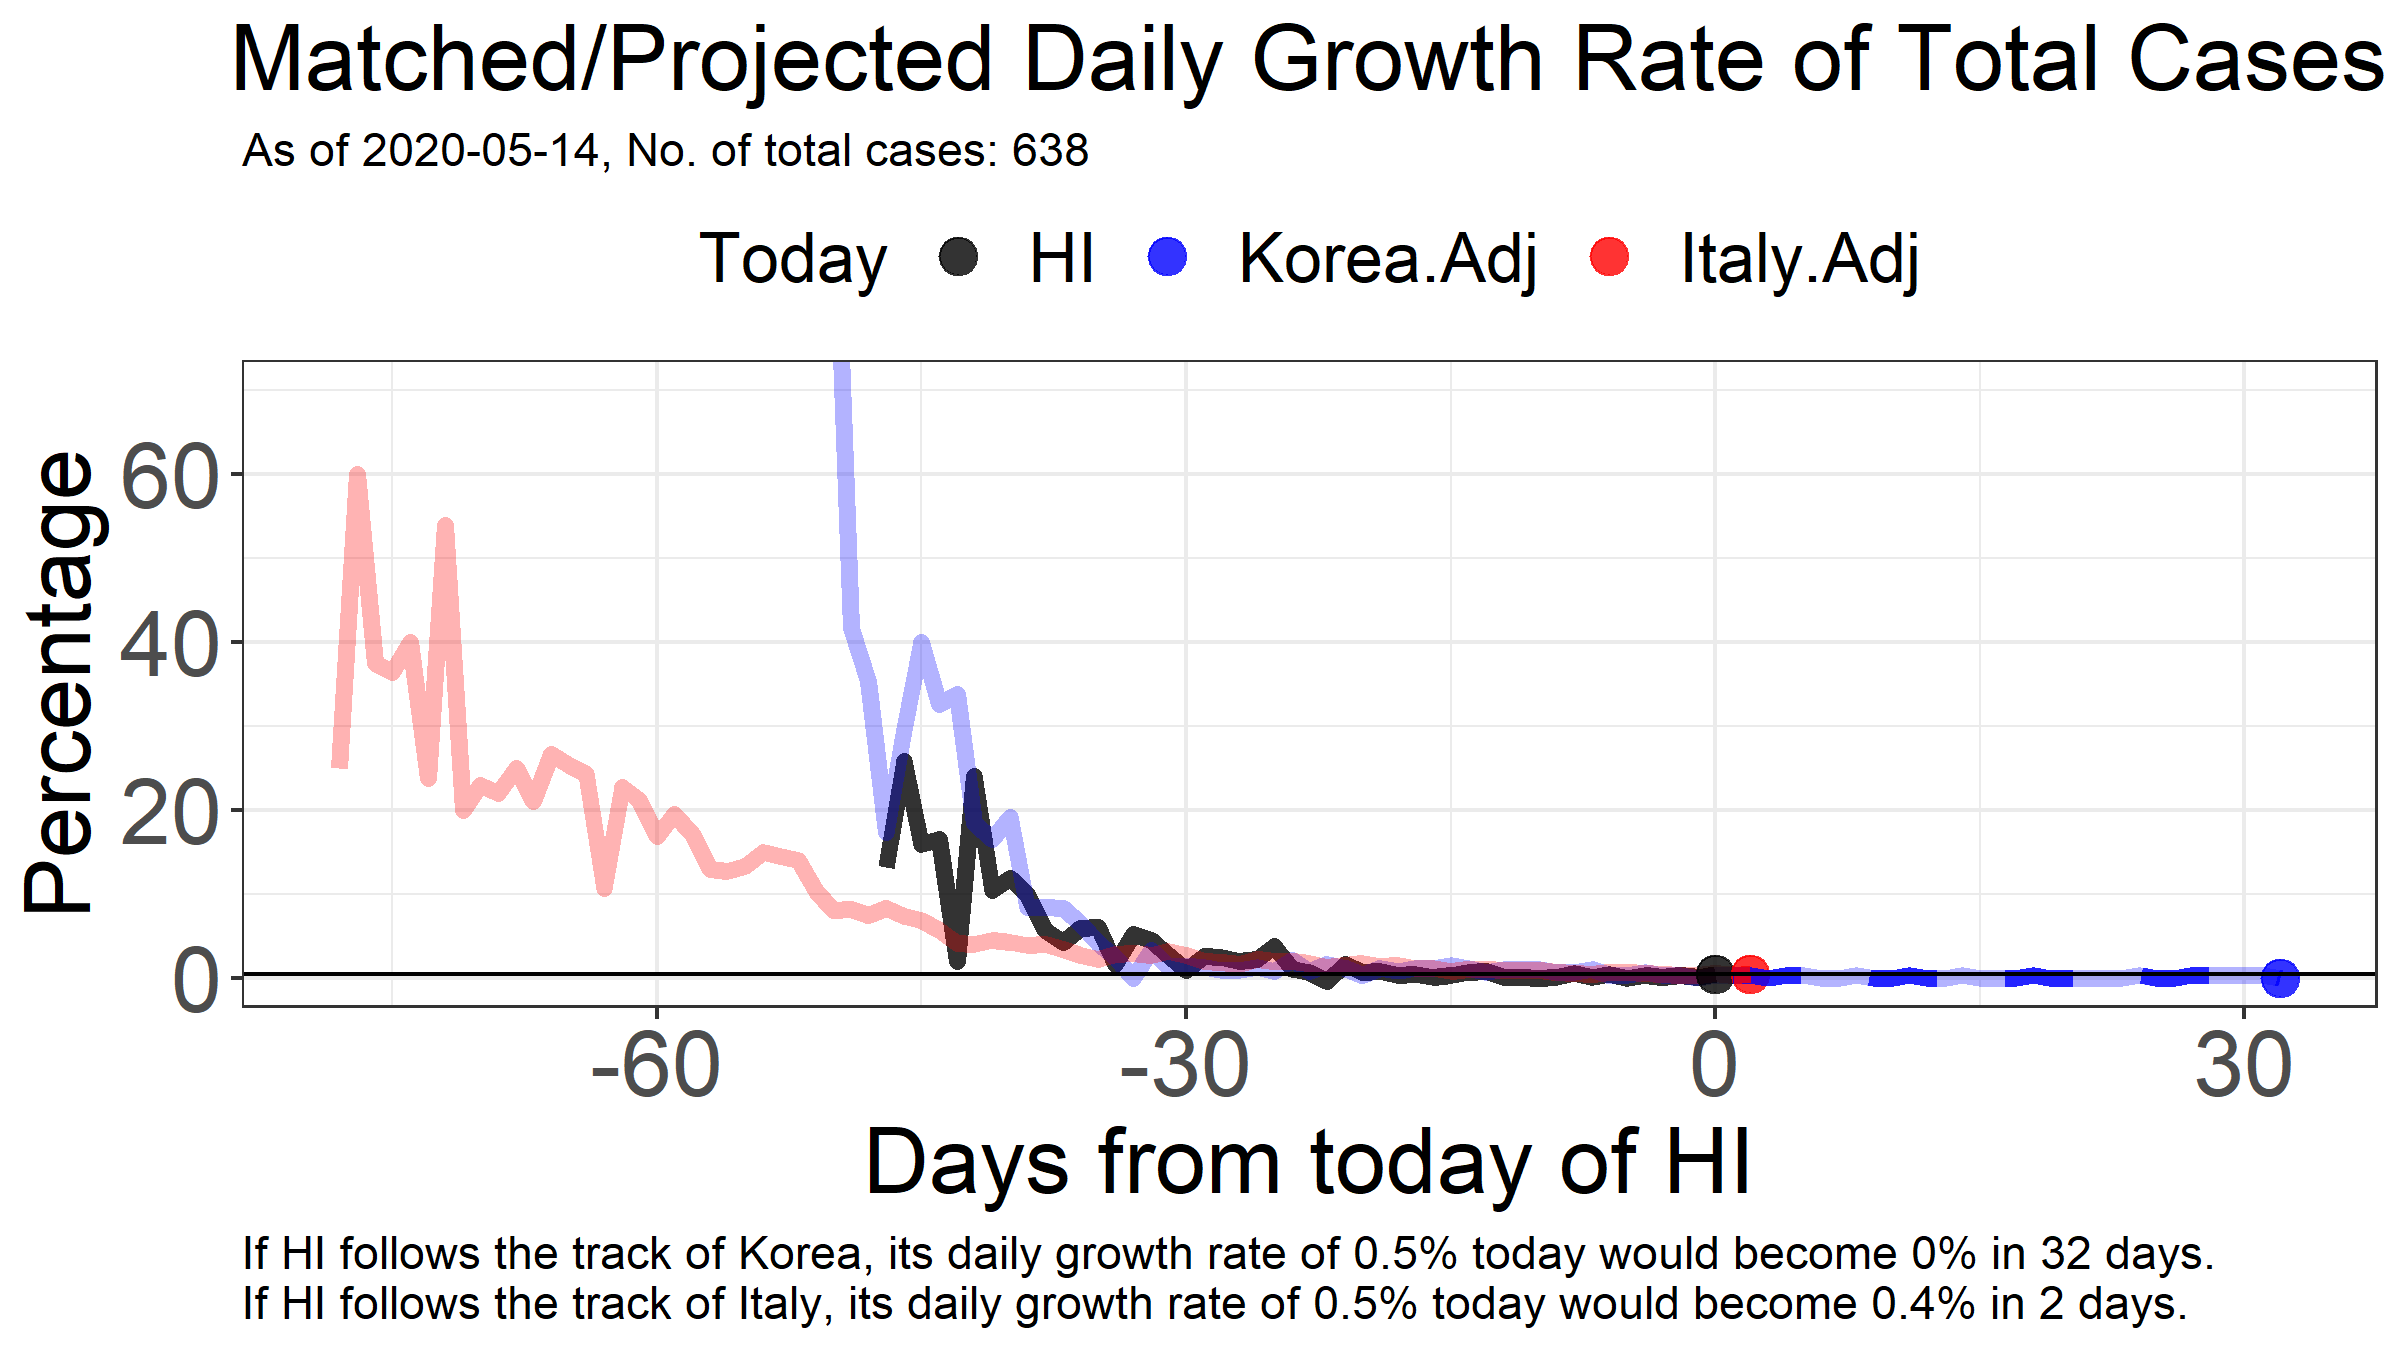 Matched/Projected Daily Growth Rate of Total Cases
As of 2020-05-14, No. of total cases: 638
Today HI Korea.Adj Italy.Adj
Percentage
60
40
20
0
-60 -30 0 30
Days from today of HI
If HI follows the track of Korea, its daily growth rate of 0.5% today would become 0% in 32 days.
If HI follows the track of Italy, its daily growth rate of 0.5% today would become 0.4% in 2 days.